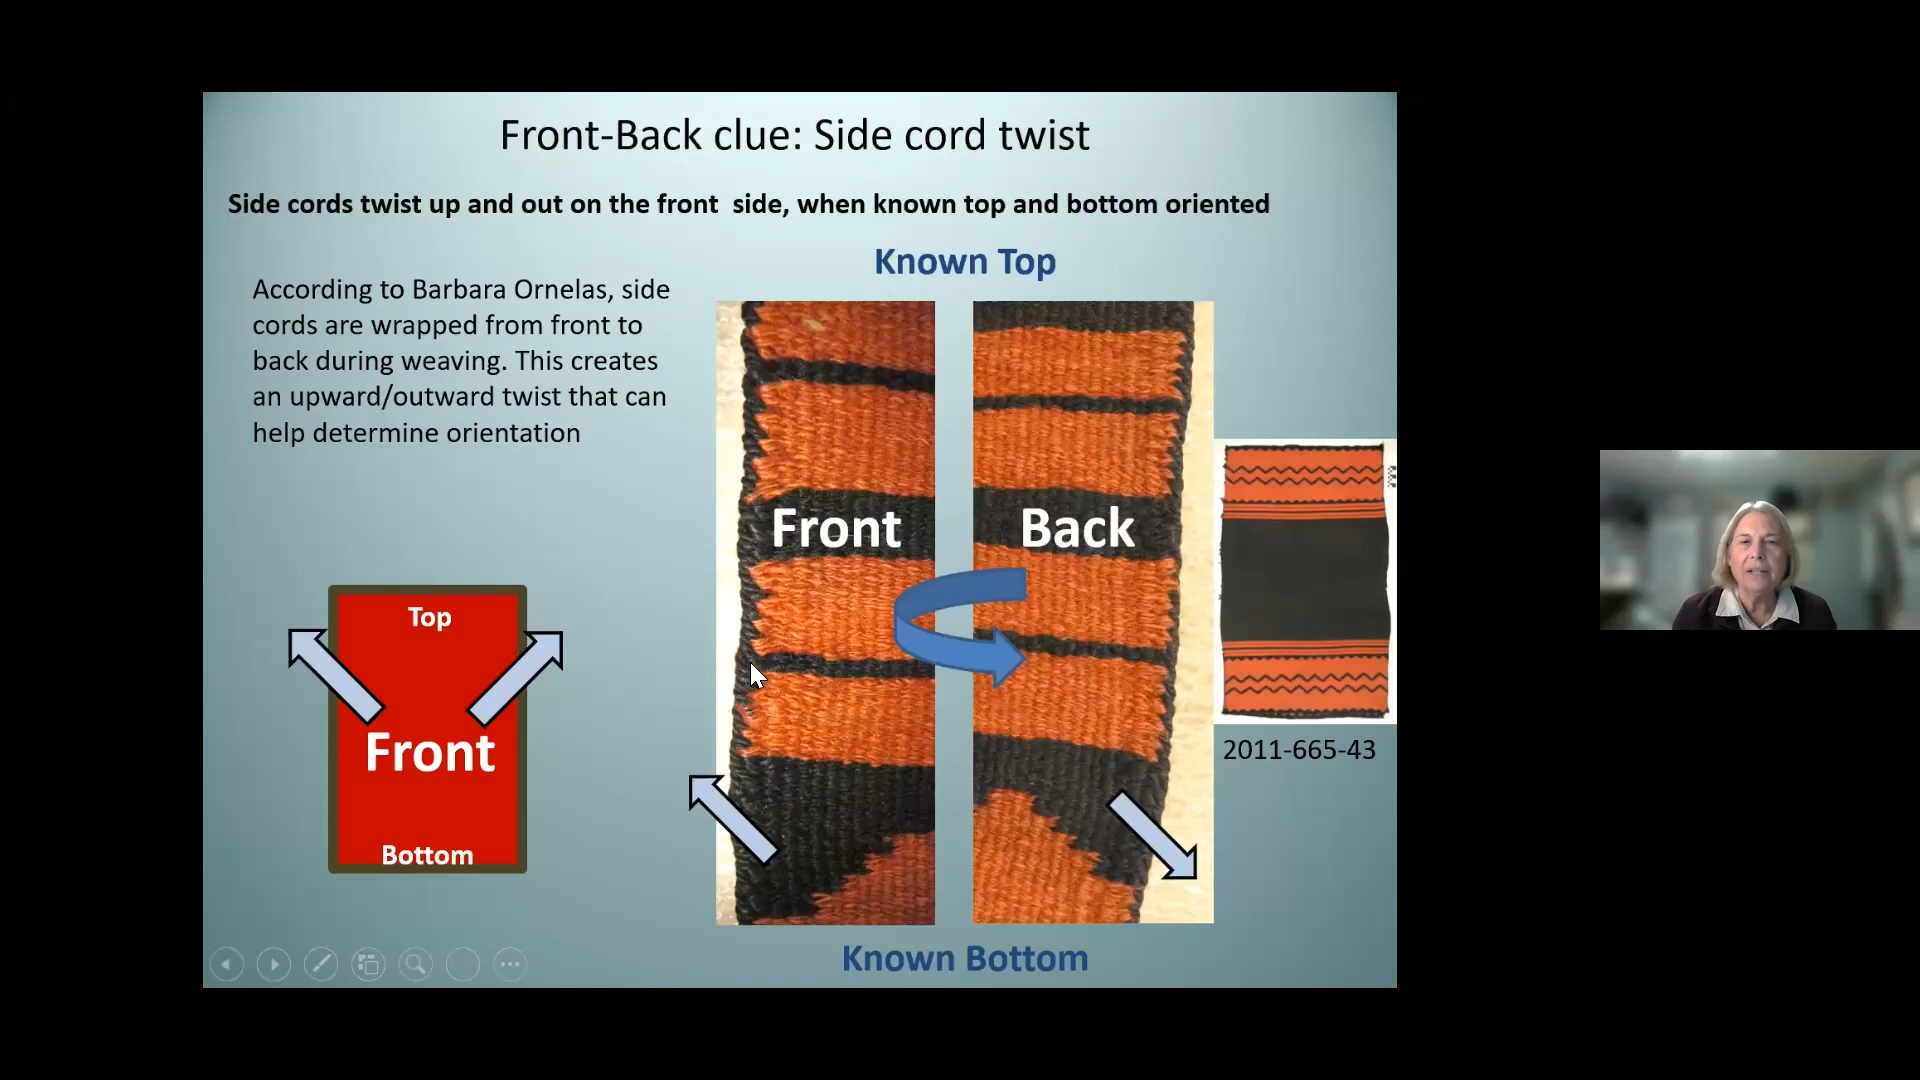 Front-Back clue: Side cord twist
Side cords twist up and out on the front  side, when known top and bottom oriented
Known Top
According to Barbara Ornelas, side
cords are wrapped from front to
back during weaving. This creates
an upward/outward twist that can
help determine orientation
Front
Back
Top
Front
Bottom
2011-665-43
Known Bottom